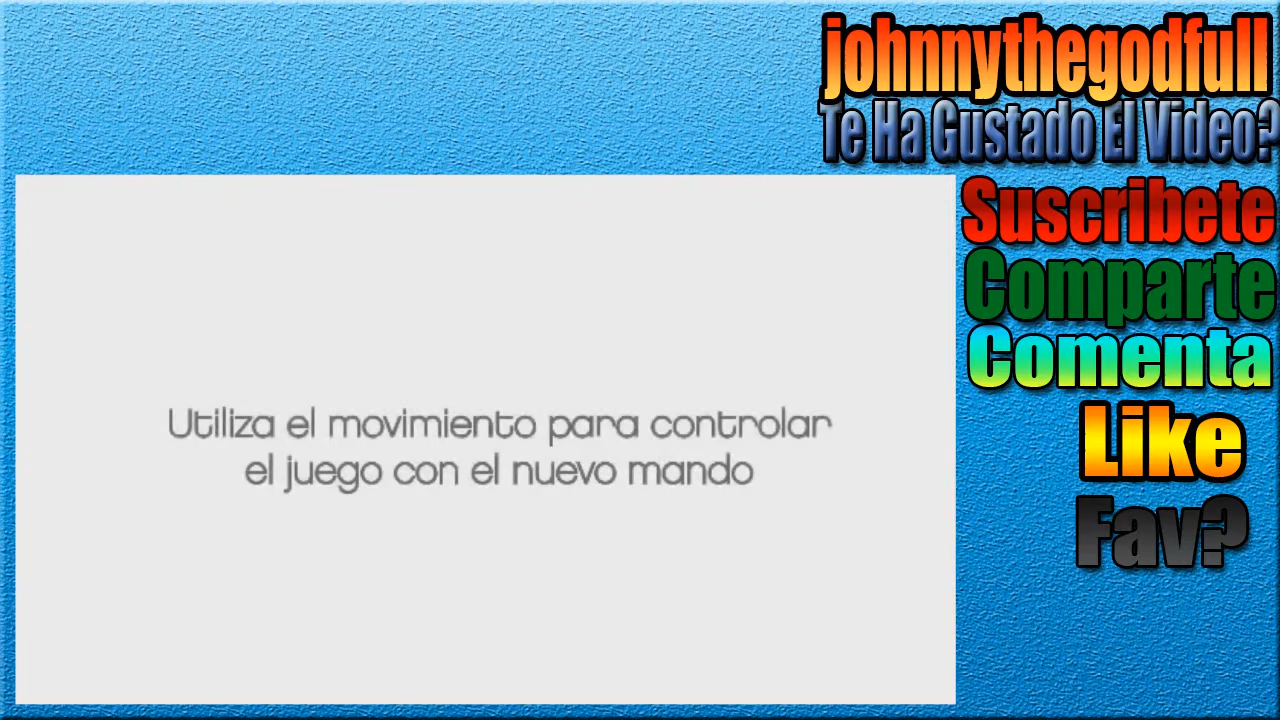 johnnythegodfull
Te Ha Gustado El Video?
Suscribete
Comparte
Comenta
Like
Fav?
Utiliza el movimiento para controlar
el juego con el nuevo mando